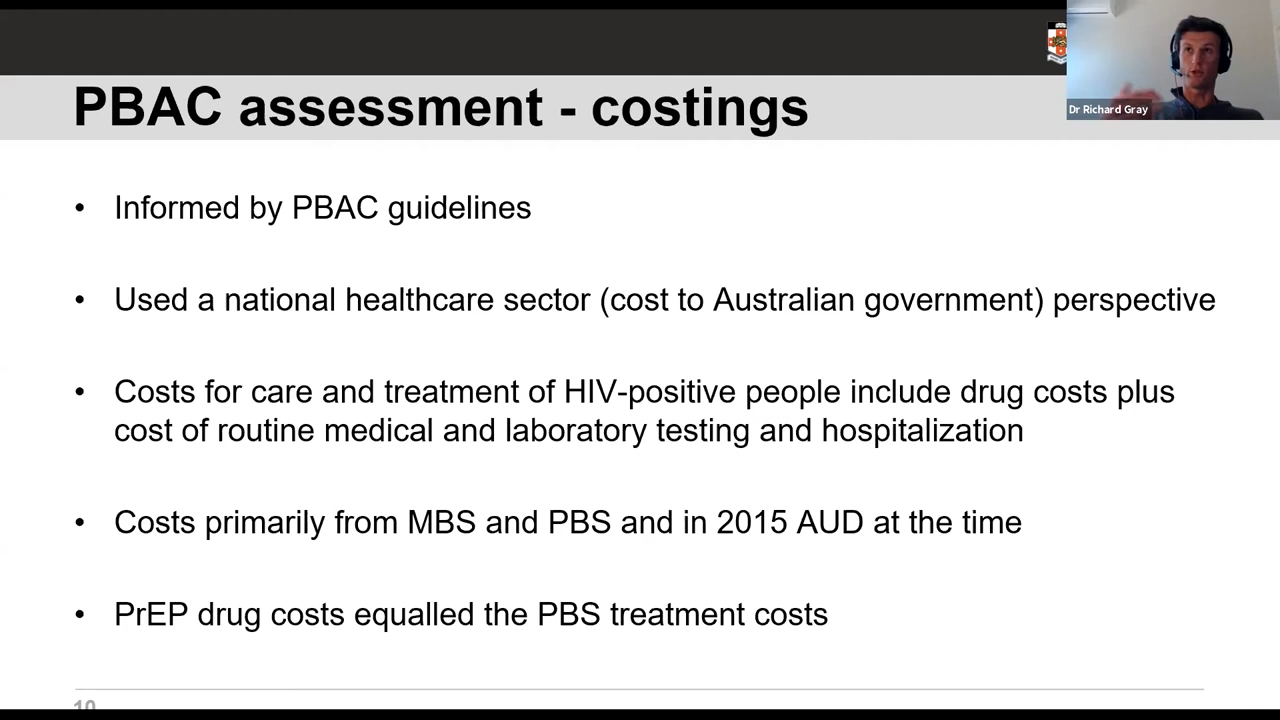 PBAC assessment - costings
Dr Richard Gray
• Informed by PBAC guidelines
• Used a national healthcare sector (cost to Australian government) perspective
• Costs for care and treatment of HIV-positive people include drug costs plus
cost of routine medical and laboratory testing and hospitalization
• Costs primarily from MBS and PBS and in 2015 AUD at the time
• PrEP drug costs equalled the PBS treatment costs
10